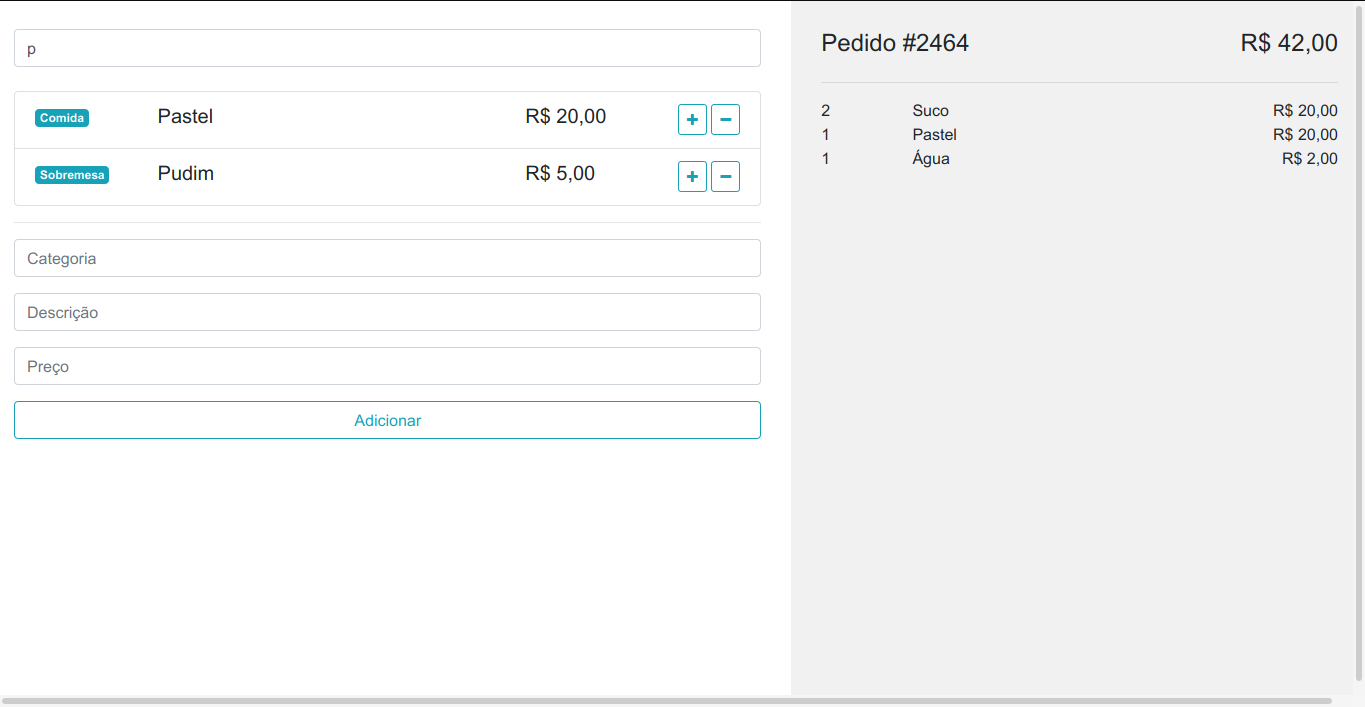 p
Comida Pastel R$ 20,00 + −
Sobremesa Pudim R$ 5,00 + −
Categoria
Descrição
Preço
Adicionar
Pedido #2464 R$ 42,00
2 Suco R$ 20,00
1 Pastel R$ 20,00
1 Água R$ 2,00